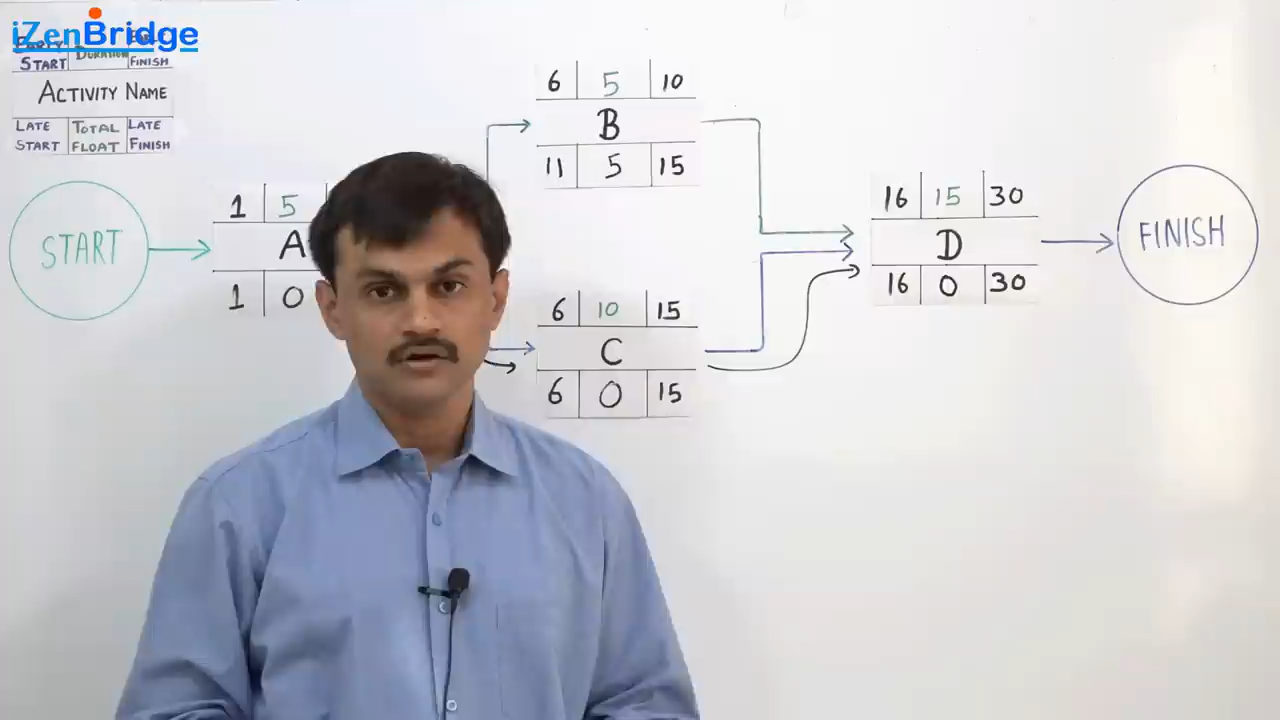 iZenBridge
START
DURATION
FINISH
ACTIVITY NAME
LATE START
TOTAL FLOAT
LATE FINISH
START
1 5
A
1 0
6 5 10
B
11 5 15
6 10 15
C
6 0 15
16 15 30
D
16 0 30
FINISH